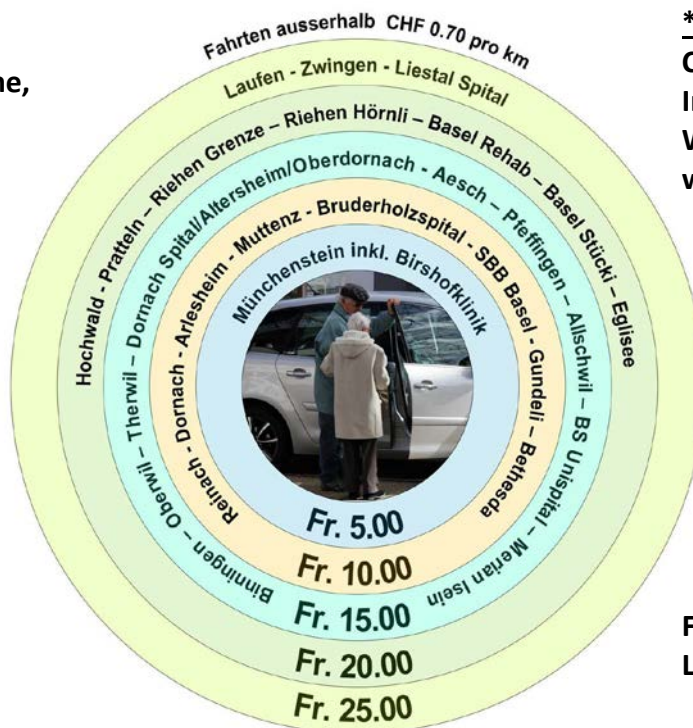 Fahrten ausserhalb CHF 0.70 pro km
Laufen - Zwingen - Liestal Spital
Hochwald - Pratteln – Riehen Grenze – Riehen Hörnli – Basel Rehab – Basel Stücki – Eglisee
Binningen – Oberwil – Therwil – Dornach Spital/Altersheim/Oberdornach - Aesch – Pfeffingen – Allschwil – BS Unispital – Merian Isein
Reinach - Dornach - Arlesheim - Muttenz - Bruderholzspital - SBB Basel - Gundeli – Bethesda
Münchenstein inkl. Birshofklinik
Fr. 5.00
Fr. 10.00
Fr. 15.00
Fr. 20.00
Fr. 25.00